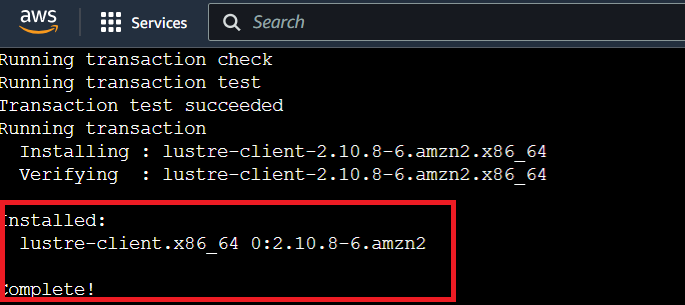 aws
Services
Search
Running transaction check
Running transaction test
Transaction test succeeded
Running transaction
Installing : lustre-client-2.10.8-6.amzn2.x86_64
Verifying : lustre-client-2.10.8-6.amzn2.x86_64
Installed:
lustre-client.x86_64 0:2.10.8-6.amzn2
Complete!